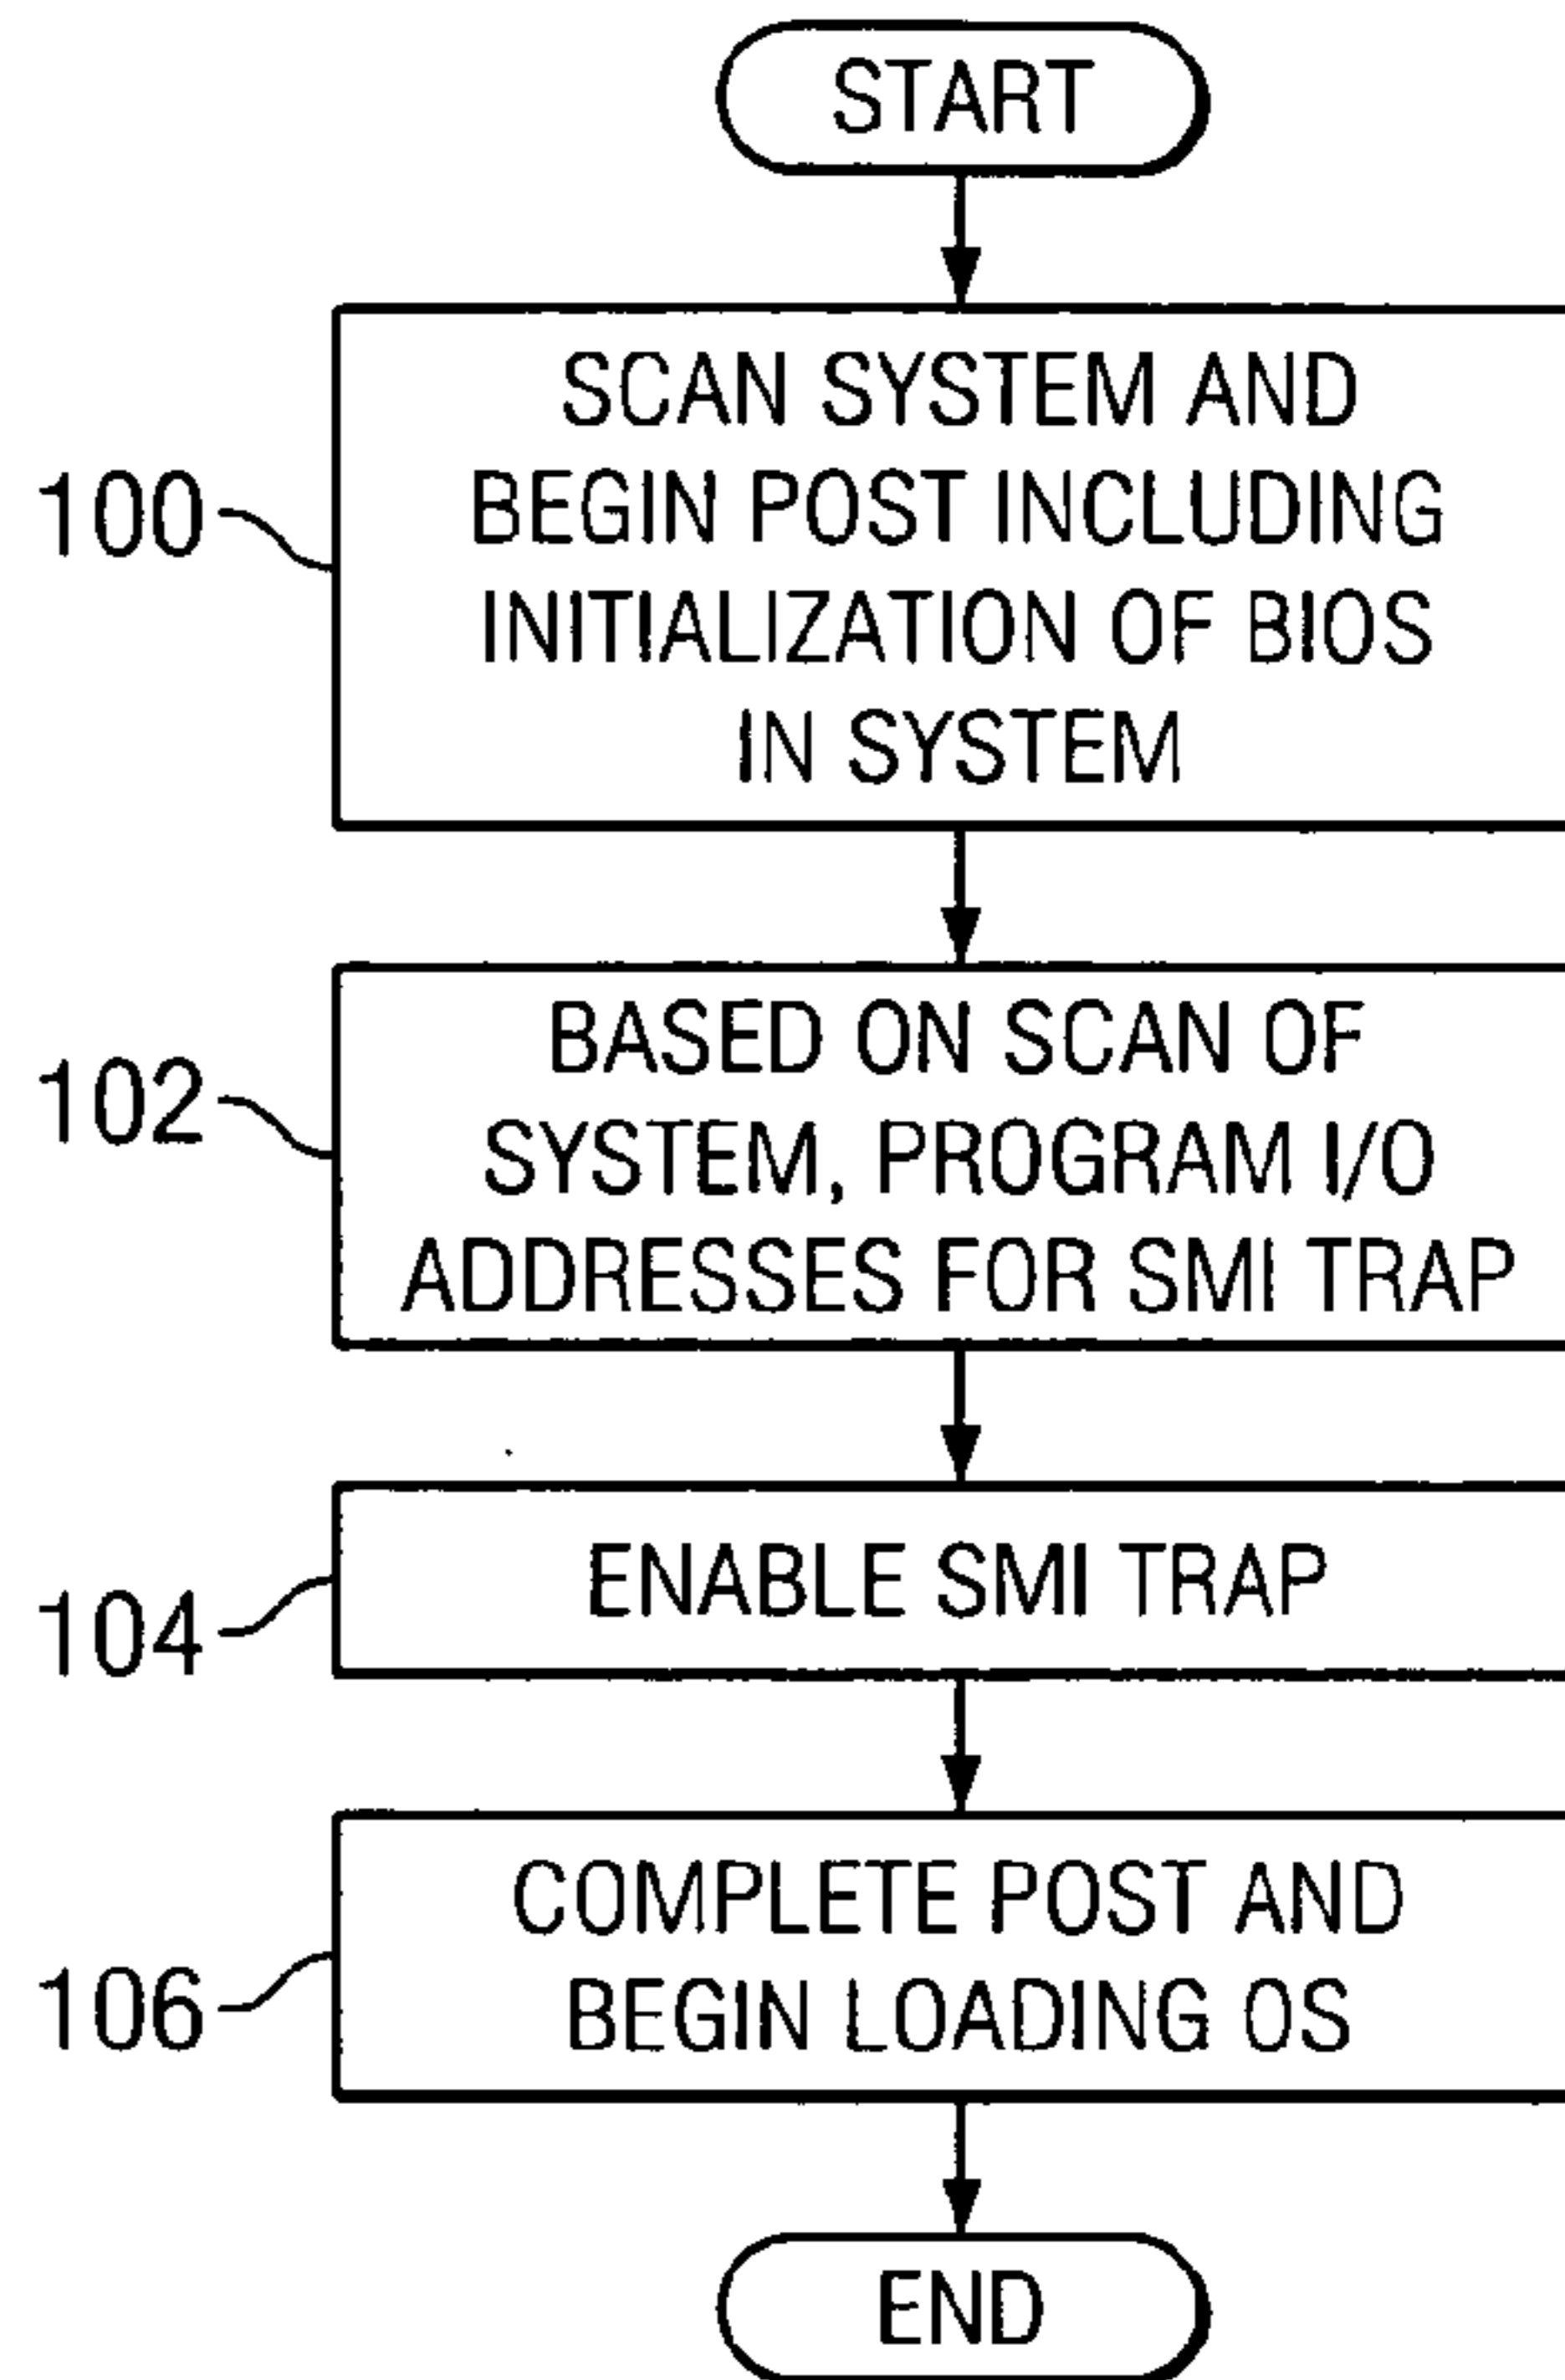 START
100
SCAN SYSTEM AND
BEGIN POST INCLUDING
INITIALIZATION OF BIOS
IN SYSTEM
102
BASED ON SCAN OF
SYSTEM, PROGRAM I/O
ADDRESSES FOR SMI TRAP
104
ENABLE SMI TRAP
106
COMPLETE POST AND
BEGIN LOADING OS
END